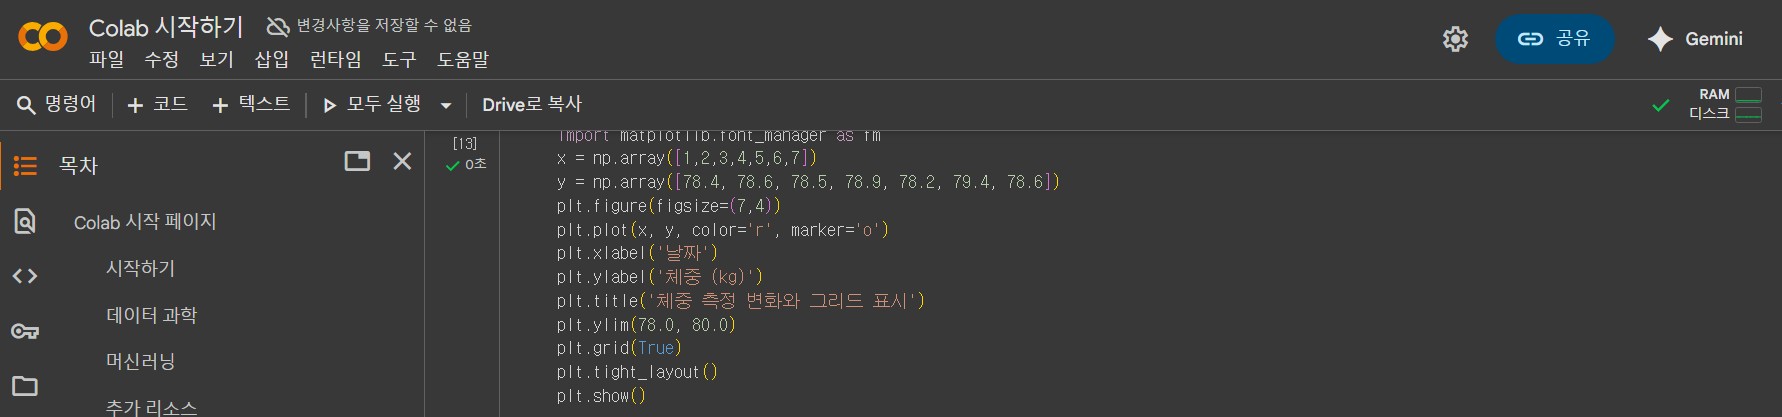 Colab 시작하기
변경사항을 저장할 수 없음
파일 수정 보기 삽입 런타임 도구 도움말
공유
Gemini
명령어
+ 코드 + 텍스트
모두 실행
Drive로 복사
RAM
디스크
목차
Colab 시작 페이지
시작하기
데이터 과학
머신러닝
추가 리소스
[13]
0초
import matplotlib.font_manager as fm
x = np.array([1,2,3,4,5,6,7])
y = np.array([78.4, 78.6, 78.5, 78.9, 78.2, 79.4, 78.6])
plt.figure(figsize=(7,4))
plt.plot(x, y, color='r', marker='o')
plt.xlabel('날짜')
plt.ylabel('체중 (kg)')
plt.title('체중 측정 변화와 그리드 표시')
plt.ylim(78.0, 80.0)
plt.grid(True)
plt.tight_layout()
plt.show()